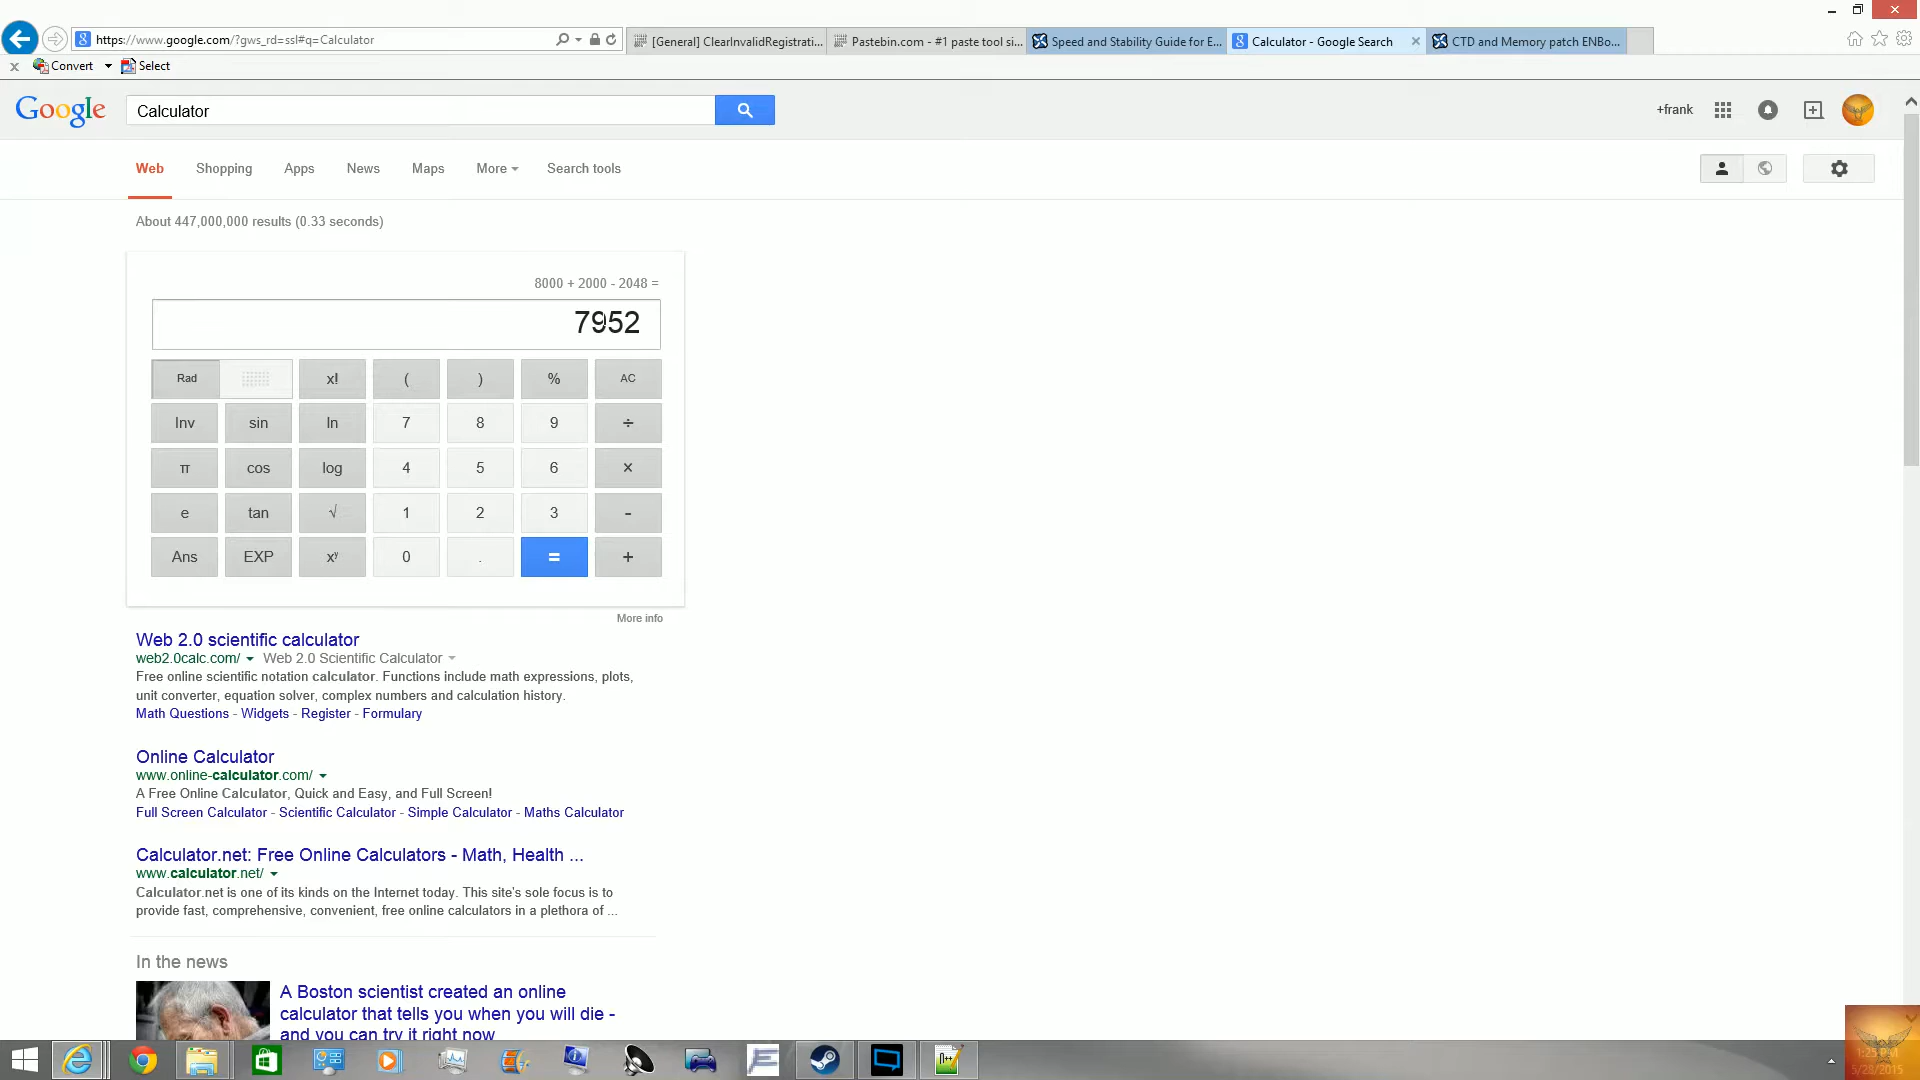 https://www.google.com/?gws_rd=ssl#q=Calculator
[General] ClearInvalidRegistrati...
Pastebin.com - #1 paste tool si...
Speed and Stability Guide for E...
Calculator - Google Search
CTD and Memory patch ENBo...
x Convert Select
Google
Calculator
+frank
Web Shopping Apps News Maps More Search tools
About 447,000,000 results (0.33 seconds)
8000 + 2000 - 2048 =
7952
Rad x! ( ) % AC
Inv sin ln 7 8 9 ÷
π cos log 4 5 6 ×
e tan √ 1 2 3 -
Ans EXP xʸ 0 . = +
More info
Web 2.0 scientific calculator
web2.0calc.com/ Web 2.0 Scientific Calculator
Free online scientific notation calculator. Functions include math expressions, plots,
unit converter, equation solver, complex numbers and calculation history.
Math Questions - Widgets - Register - Formulary
Online Calculator
www.online-calculator.com/
A Free Online Calculator, Quick and Easy, and Full Screen!
Full Screen Calculator - Scientific Calculator - Simple Calculator - Maths Calculator
Calculator.net: Free Online Calculators - Math, Health ...
www.calculator.net/
Calculator.net is one of its kinds on the Internet today. This site's sole focus is to
provide fast, comprehensive, convenient, free online calculators in a plethora of ...
In the news
A Boston scientist created an online
calculator that tells you when you will die -
and you can try it right now
1:25 PM
5/28/2015